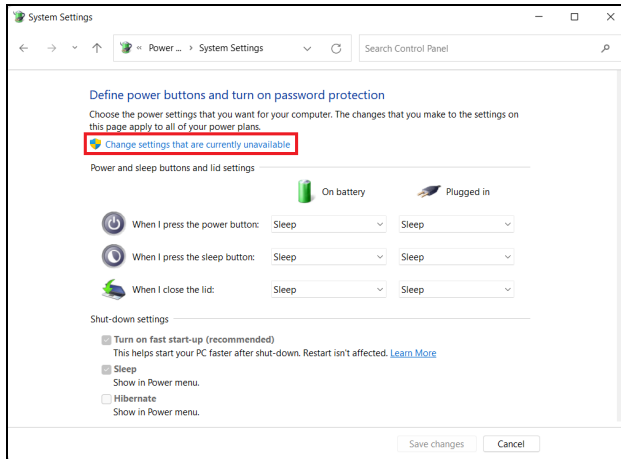 System Settings
« Power ... › System Settings
Search Control Panel
Define power buttons and turn on password protection
Choose the power settings that you want for your computer. The changes that you make to the settings on
this page apply to all of your power plans.
Change settings that are currently unavailable
Power and sleep buttons and lid settings
On battery
Plugged in
When I press the power button: Sleep Sleep
When I press the sleep button: Sleep Sleep
When I close the lid: Sleep Sleep
Shut-down settings
Turn on fast start-up (recommended)
This helps start your PC faster after shut-down. Restart isn't affected. Learn More
Sleep
Show in Power menu.
Hibernate
Show in Power menu.
Save changes Cancel